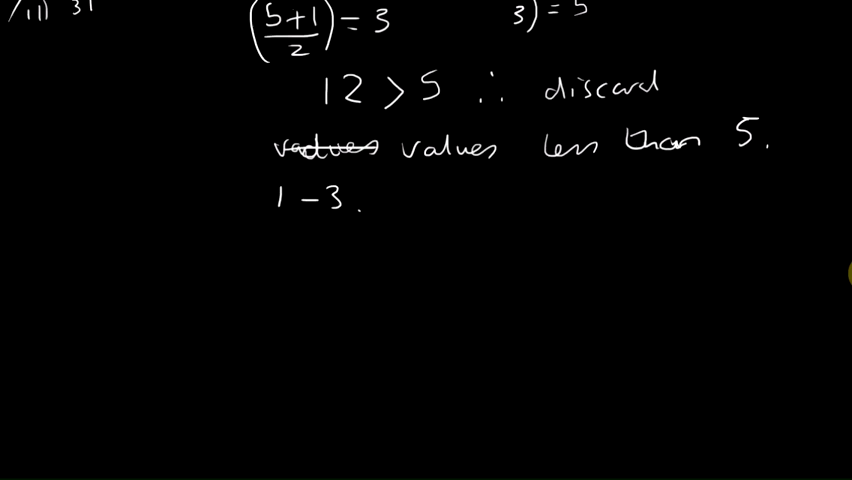 (5+1/2) = 3 3) = 5
12 > 5 ∴ discard
values values less than 5.
1 – 3.